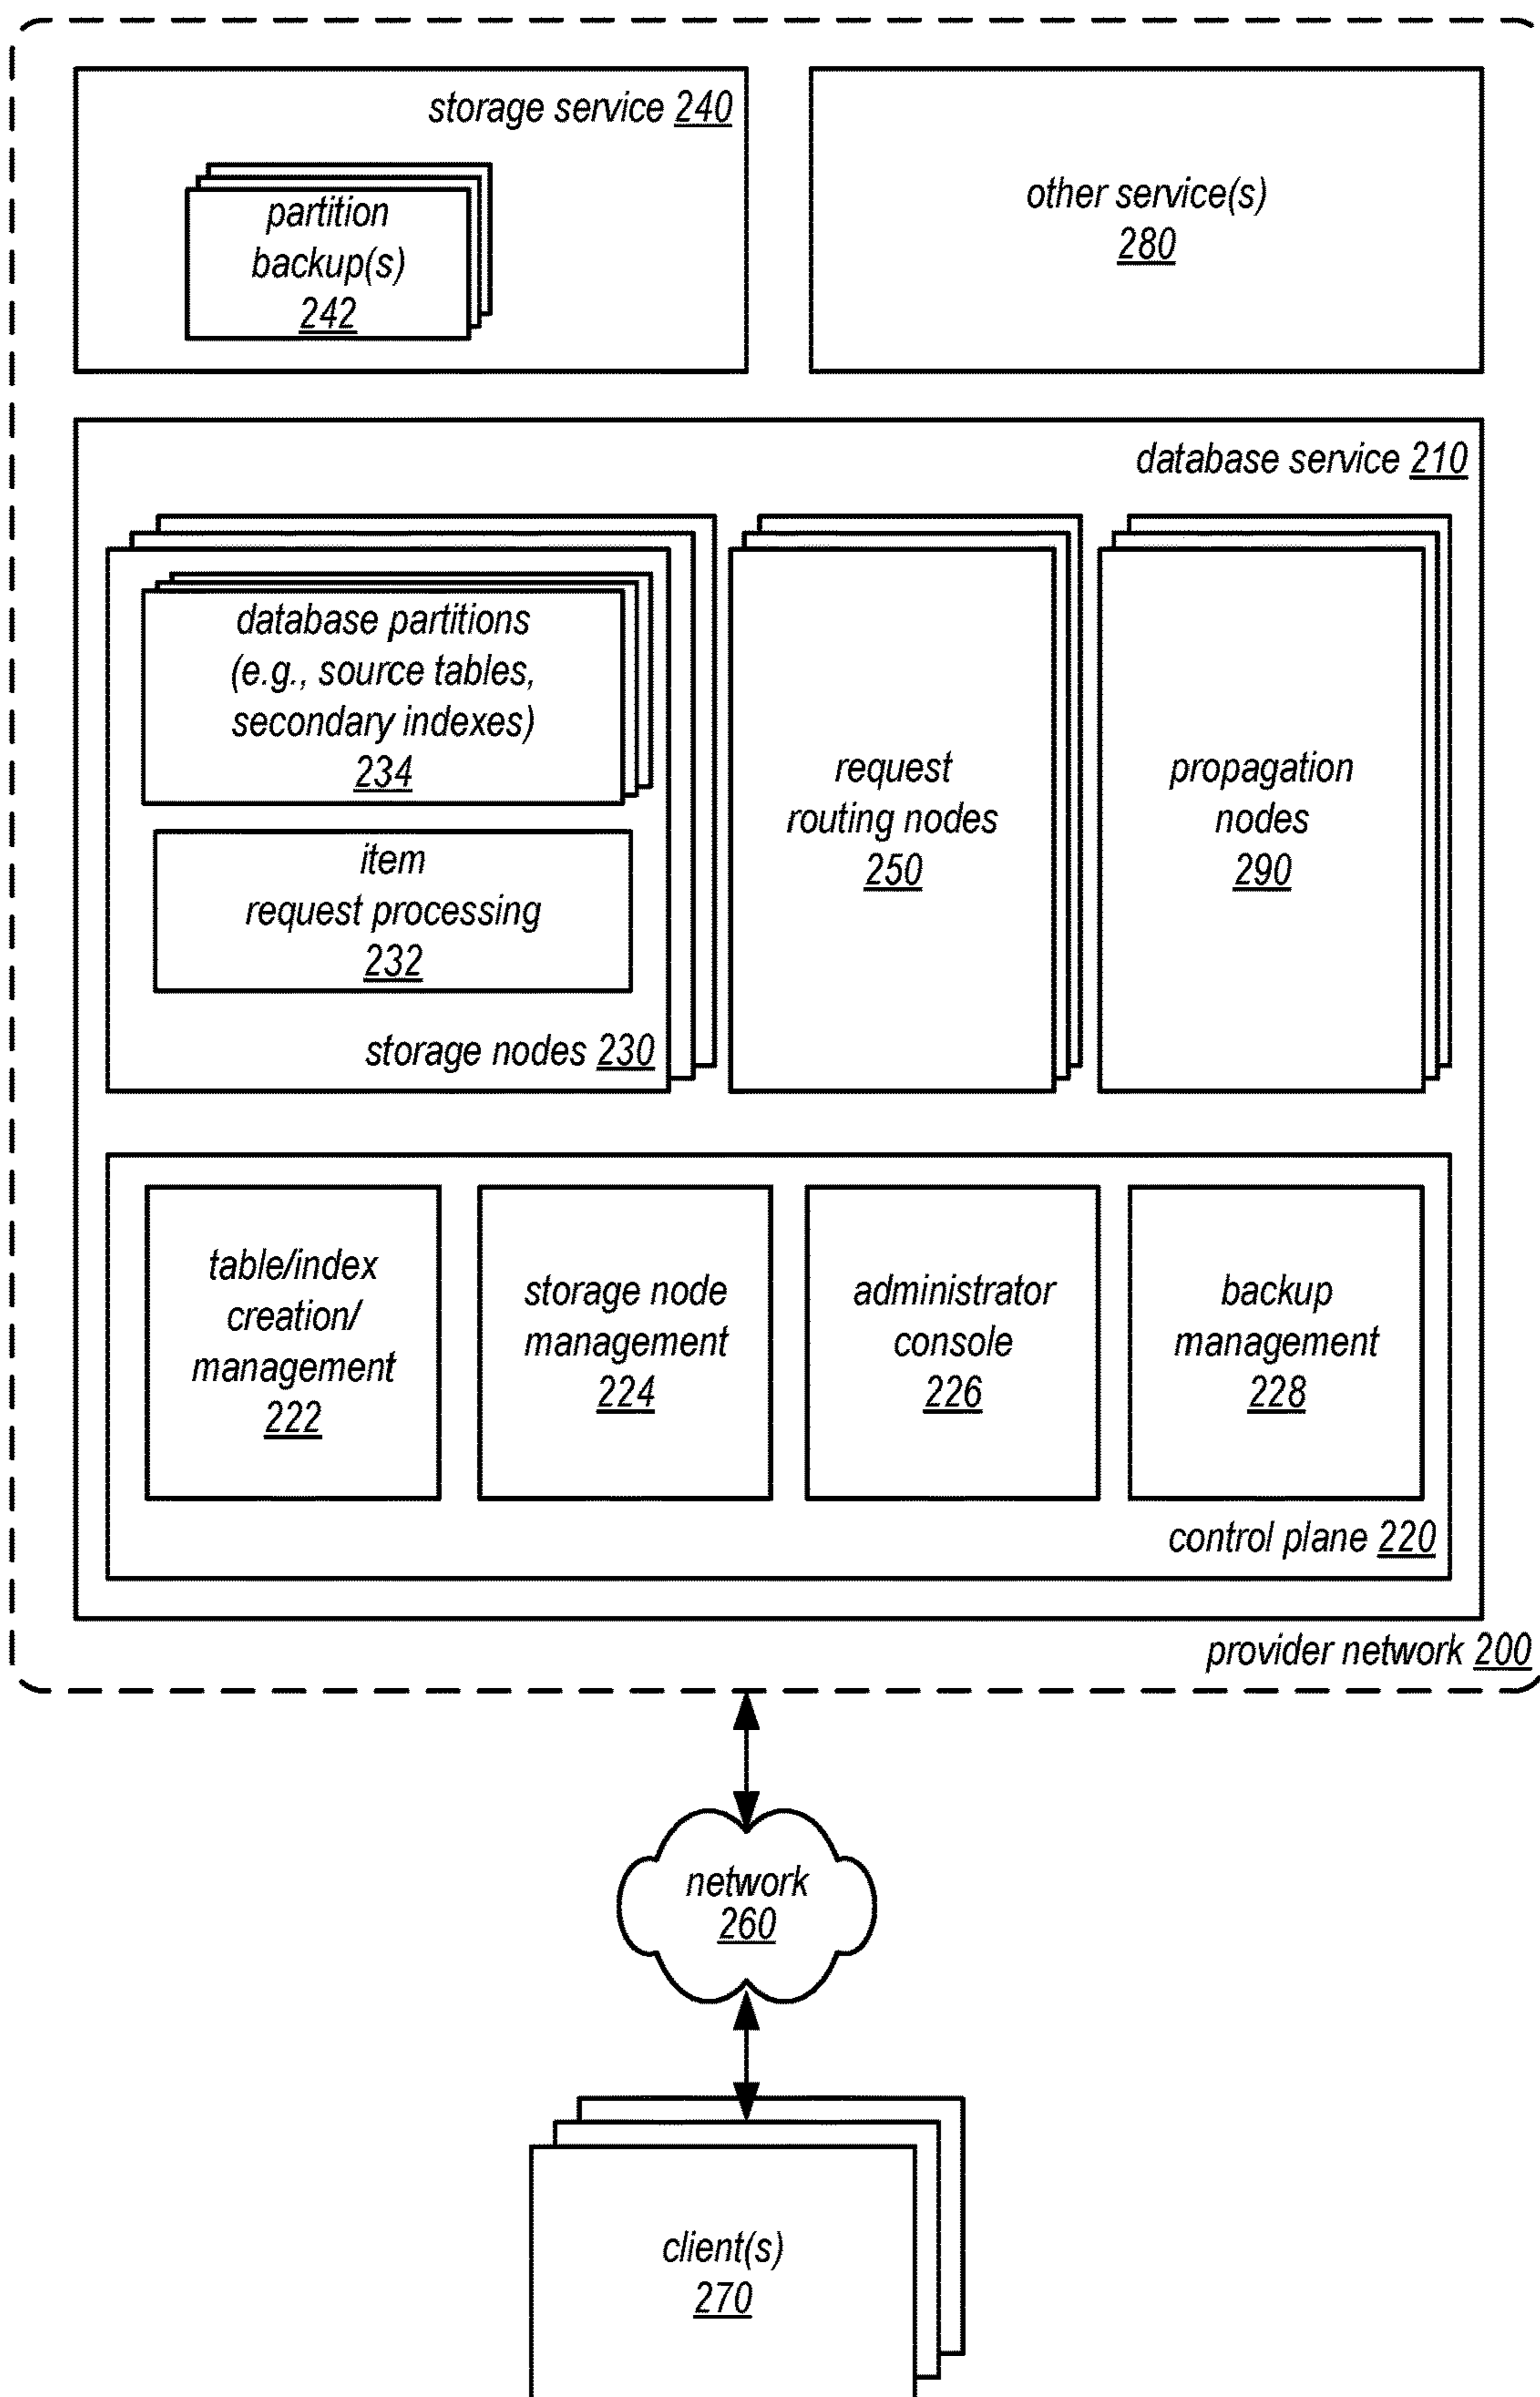 storage service 240
partition
backup(s)
242
other service(s)
280
database service 210
database partitions
(e.g., source tables,
secondary indexes)
234
item
request processing
232
storage nodes 230
request
routing nodes
250
propagation
nodes
290
table/index
creation/
management
222
storage node
management
224
administrator
console
226
backup
management
228
control plane 220
provider network 200
network
260
client(s)
270